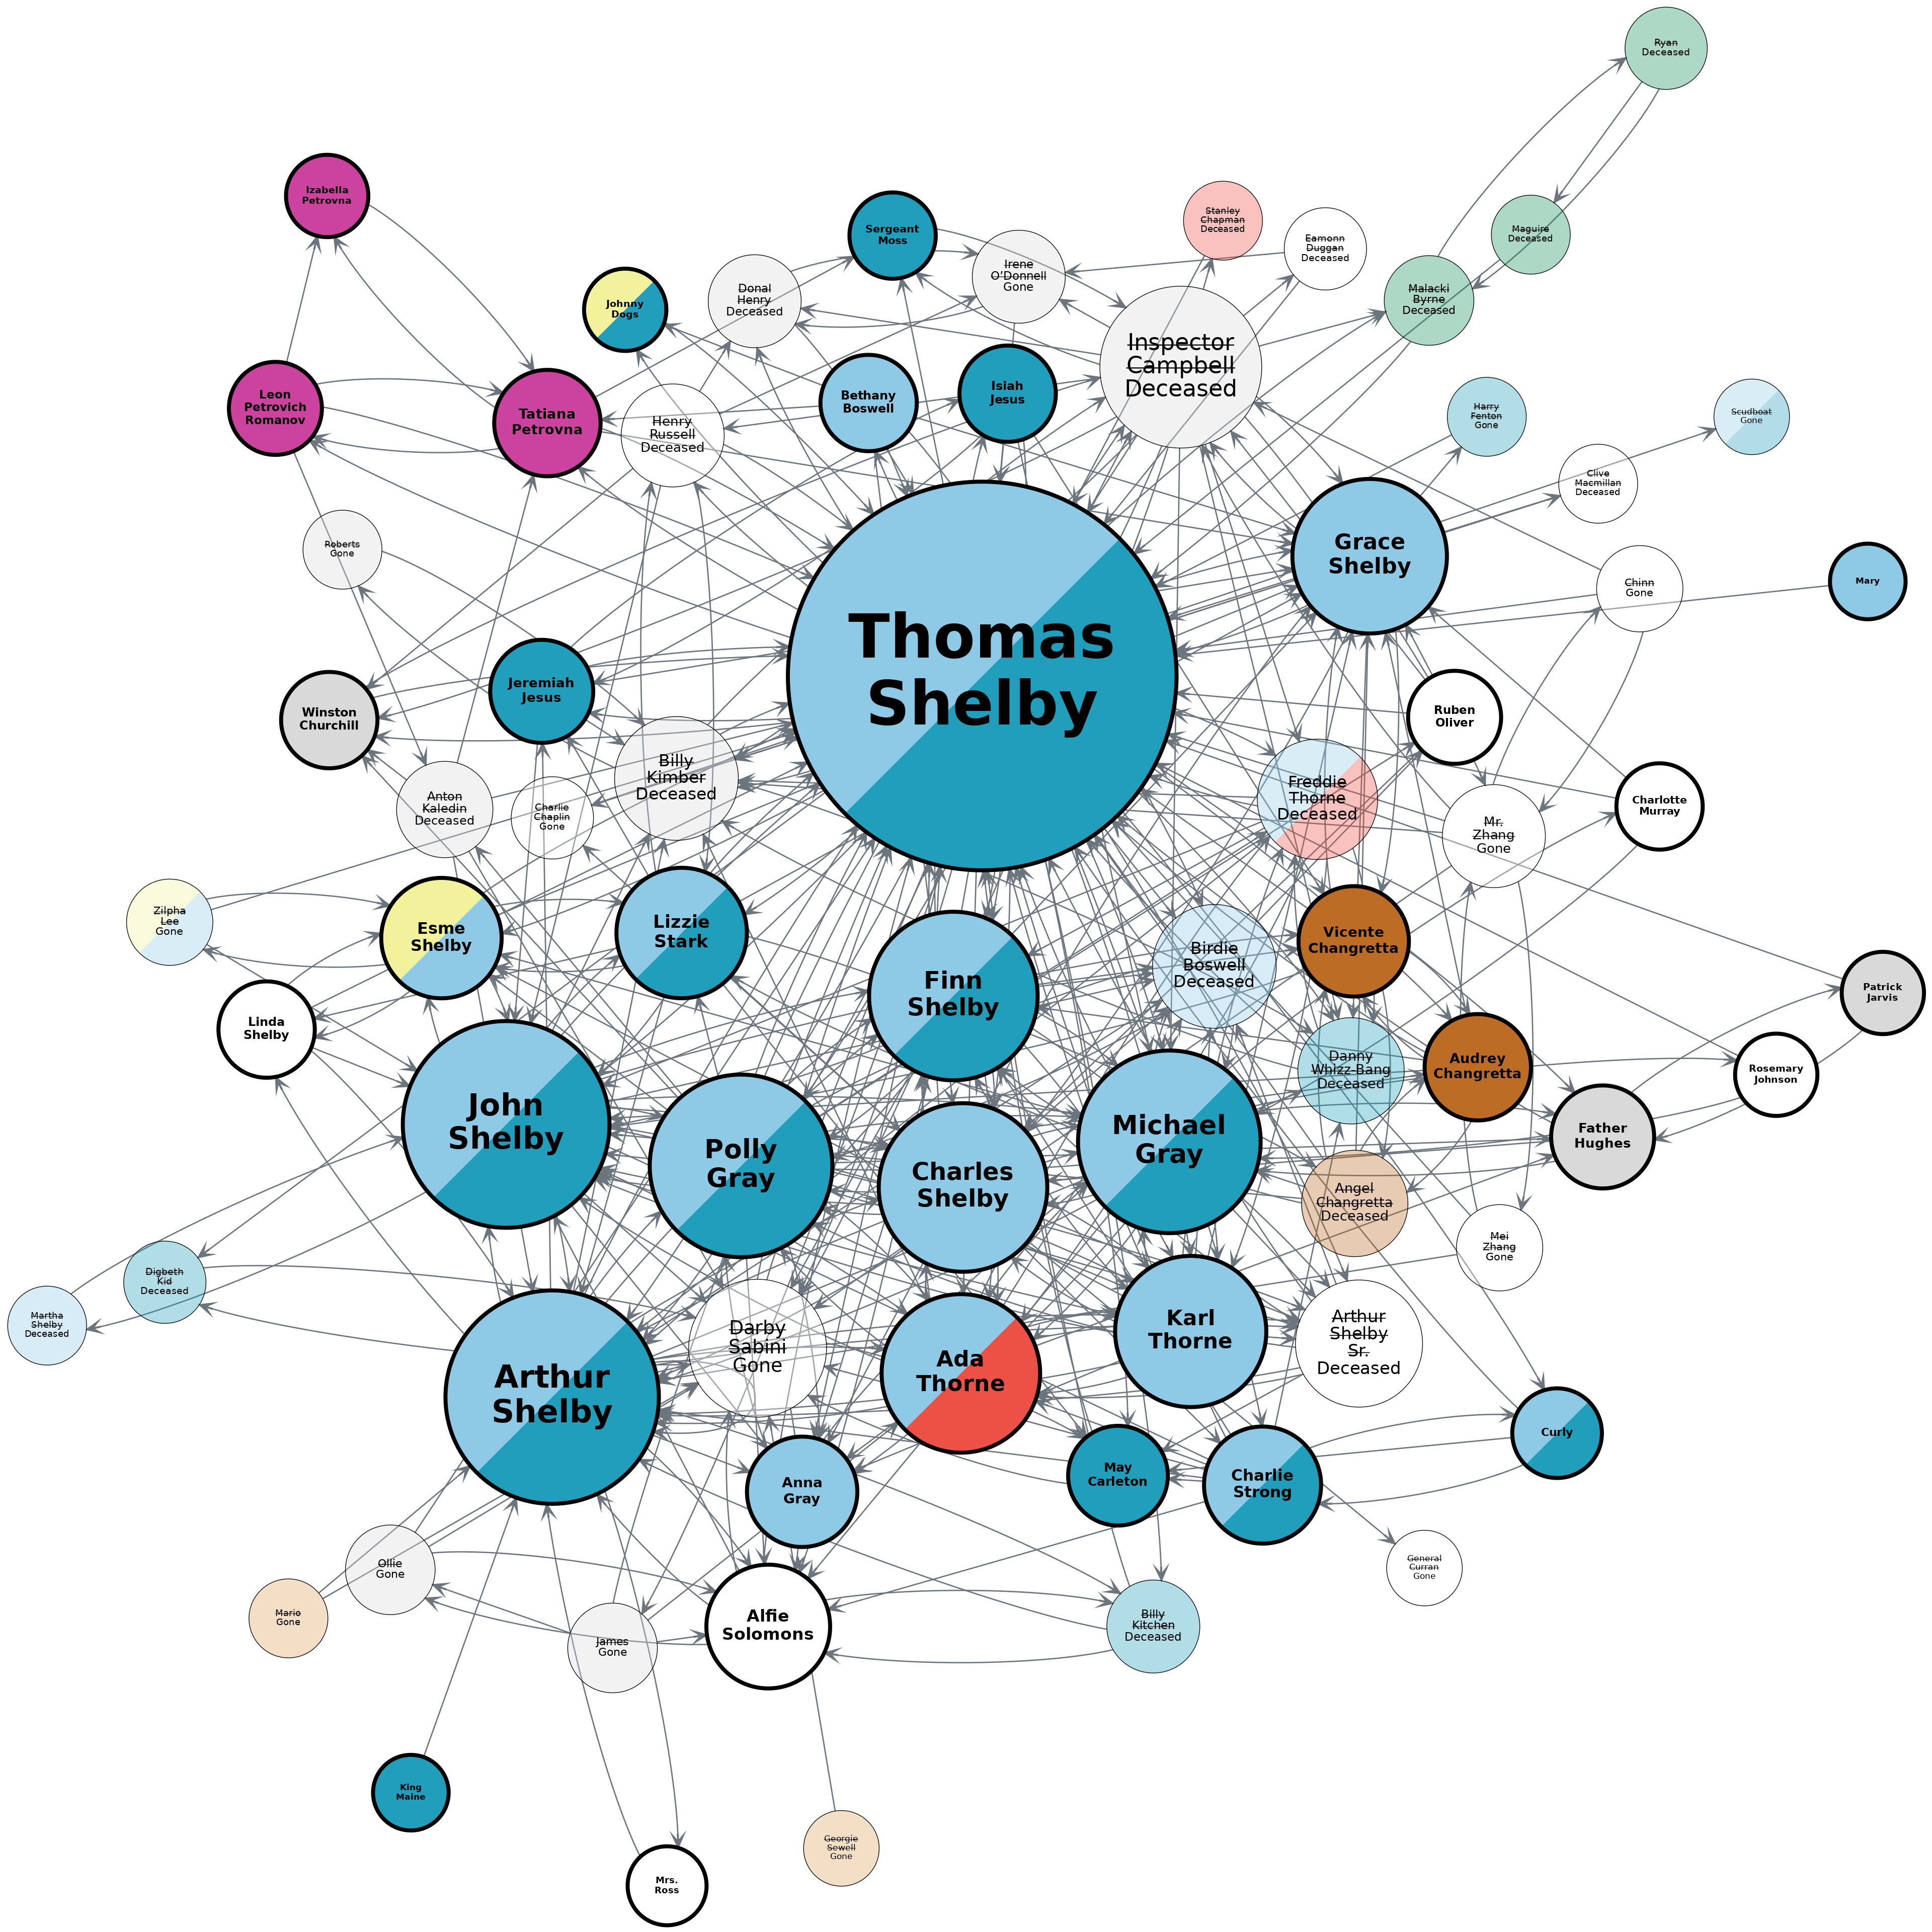 Ryan
Deceased
Izabella
Petrovna
Stanley
Chapman
Deceased
Sergeant
Moss
Eamonn
Duggan
Deceased
Maguire
Deceased
Irene
O'Donnell
Gone
Johnny
Dogs
Donal
Henry
Deceased
Malacki
Byrne
Deceased
Inspector
Campbell
Deceased
Leon
Petrovich
Romanov
Tatiana
Petrovna
Henry
Russell
Deceased
Bethany
Boswell
Isiah
Jesus
Harry
Fenton
Gone
Scudboat
Gone
Clive
Macmillan
Deceased
Roberts
Gone
Grace
Shelby
Chinn
Gone
Mary
Thomas
Shelby
Jeremiah
Jesus
Winston
Churchill
Ruben
Oliver
Billy
Kimber
Deceased
Anton
Kaledin
Deceased
Charlie
Chaplin
Gone
Freddie
Thorne
Deceased
Charlotte
Murray
Mr.
Zhang
Gone
Zilpha
Lee
Gone
Esme
Shelby
Lizzie
Stark
Vicente
Changretta
Birdie
Boswell
Deceased
Finn
Shelby
Patrick
Jarvis
Linda
Shelby
Danny
Whizz-Bang
Deceased
Audrey
Changretta
Rosemary
Johnson
John
Shelby
Polly
Gray
Michael
Gray
Father
Hughes
Charles
Shelby
Angel
Changretta
Deceased
Mei
Zhang
Gone
Digbeth
Kid
Deceased
Martha
Shelby
Deceased
Karl
Thorne
Arthur
Shelby
Sr.
Deceased
Darby
Sabini
Gone
Ada
Thorne
Arthur
Shelby
Curly
May
Carleton
Charlie
Strong
Anna
Gray
General
Curran
Gone
Ollie
Gone
Mario
Gone
James
Gone
Alfie
Solomons
Billy
Kitchen
Deceased
King
Maine
Georgie
Sewell
Gone
Mrs.
Ross